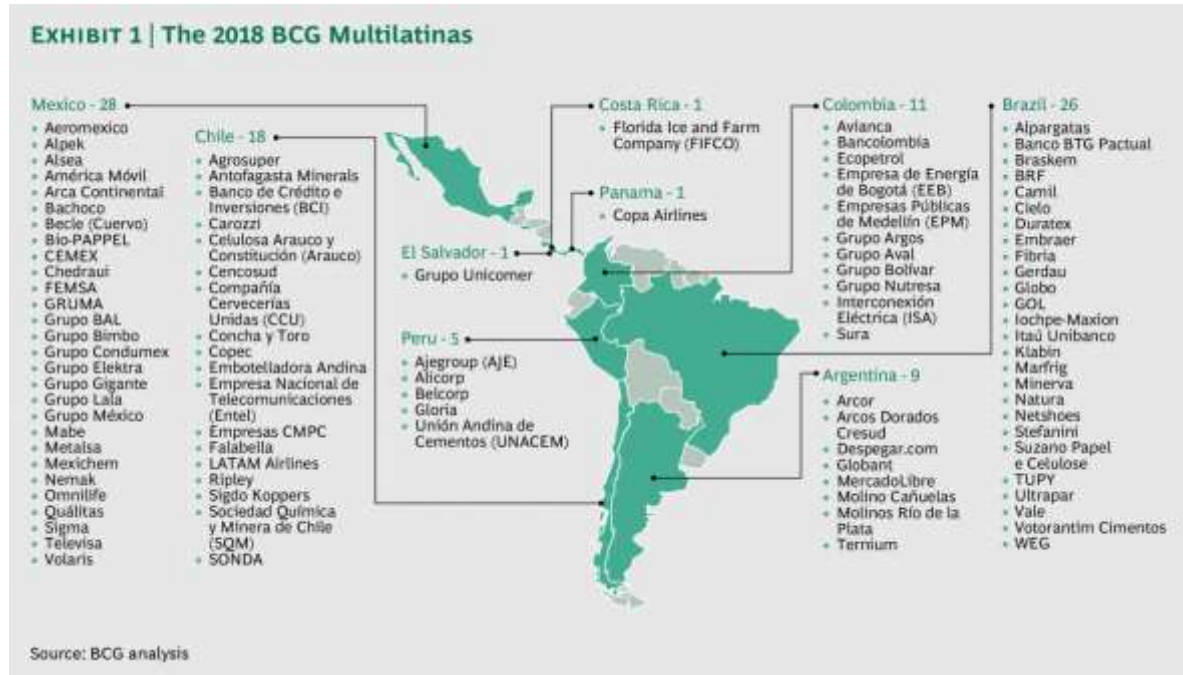 EXHIBIT 1 | The 2018 BCG Multilatinas
Mexico - 28
Aeromexico
Alpek
Alsea
América Móvil
Arca Continental
Bachoco
Becle (Cuervo)
Bio-PAPPEL
CEMEX
Chedraui
FEMSA
GRUMA
Grupo BAL
Grupo Bimbo
Grupo Condumex
Grupo Elektra
Grupo Gigante
Grupo Lala
Grupo México
Mabe
Metalsa
Mexichem
Nemak
Omnilife
Quálitas
Sigma
Televisa
Volaris
Chile - 18
Agrosuper
Antofagasta Minerals
Banco de Crédito e
Inversiones (BCI)
Carozzi
Celulosa Arauco y
Constitución (Arauco)
Cencosud
Compañía
Cervecerías
Unidas (CCU)
Concha y Toro
Copec
Embotelladora Andina
Empresa Nacional de
Telecomunicaciones
(Entel)
Empresas CMPC
Falabella
LATAM Airlines
Ripley
Sigdo Koppers
Sociedad Química
y Minera de Chile
(SQM)
SONDA
Costa Rica - 1
Florida Ice and Farm
Company (FIFCO)
Panama - 1
Copa Airlines
El Salvador - 1
Grupo Unicomer
Peru - 5
Ajegroup (AJE)
Alicorp
Belcorp
Gloria
Unión Andina de
Cementos (UNACEM)
Colombia - 11
Avianca
Bancolombia
Ecopetrol
Empresa de Energía
de Bogotá (EEB)
Empresas Públicas
de Medellín (EPM)
Grupo Argos
Grupo Aval
Grupo Bolívar
Grupo Nutresa
Interconexión
Eléctrica (ISA)
Sura
Argentina - 9
Arcor
Arcos Dorados
Cresud
Despegar.com
Globant
MercadoLibre
Molino Cañuelas
Molinos Río de la
Plata
Ternium
Brazil - 26
Alpargatas
Banco BTG Pactual
Braskem
BRF
Camil
Cielo
Duratex
Embraer
Fibria
Gerdau
Globo
GOL
Iochpe-Maxion
Itaú Unibanco
Klabin
Marfrig
Minerva
Natura
Netshoes
Stefanini
Suzano Papel
e Celulose
TUPY
Ultrapar
Vale
Votorantim Cimentos
WEG
Source: BCG analysis